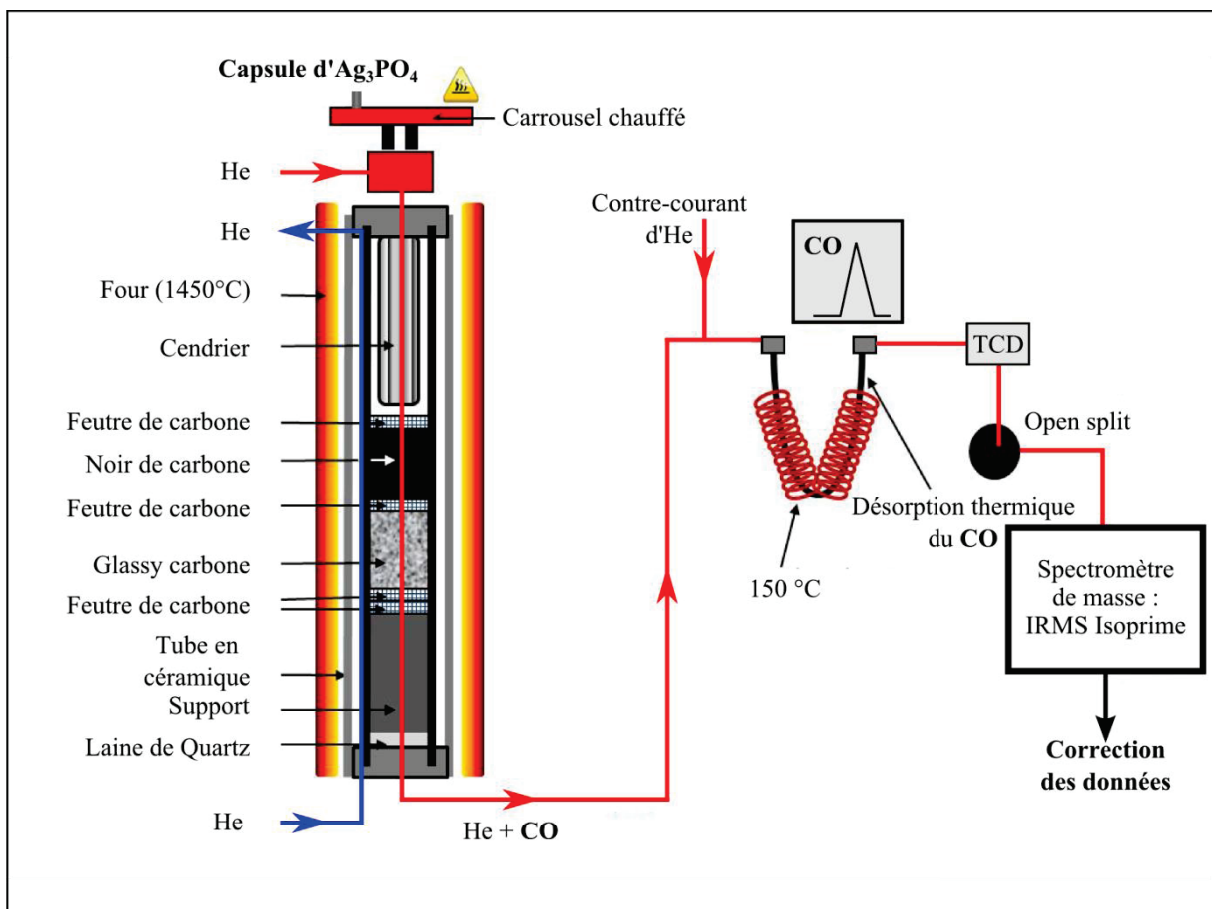 Capsule d'Ag3PO4
Carrousel chauffé
He
He
Four (1450°C)
Cendrier
Feutre de carbone
Noir de carbone
Feutre de carbone
Glassy carbone
Feutre de carbone
Tube en
céramique
Support
Laine de Quartz
He
He + CO
Contre-courant
d'He
CO
TCD
Open split
Désorption thermique
du CO
150 °C
Spectromètre
de masse :
IRMS Isoprime
Correction
des données